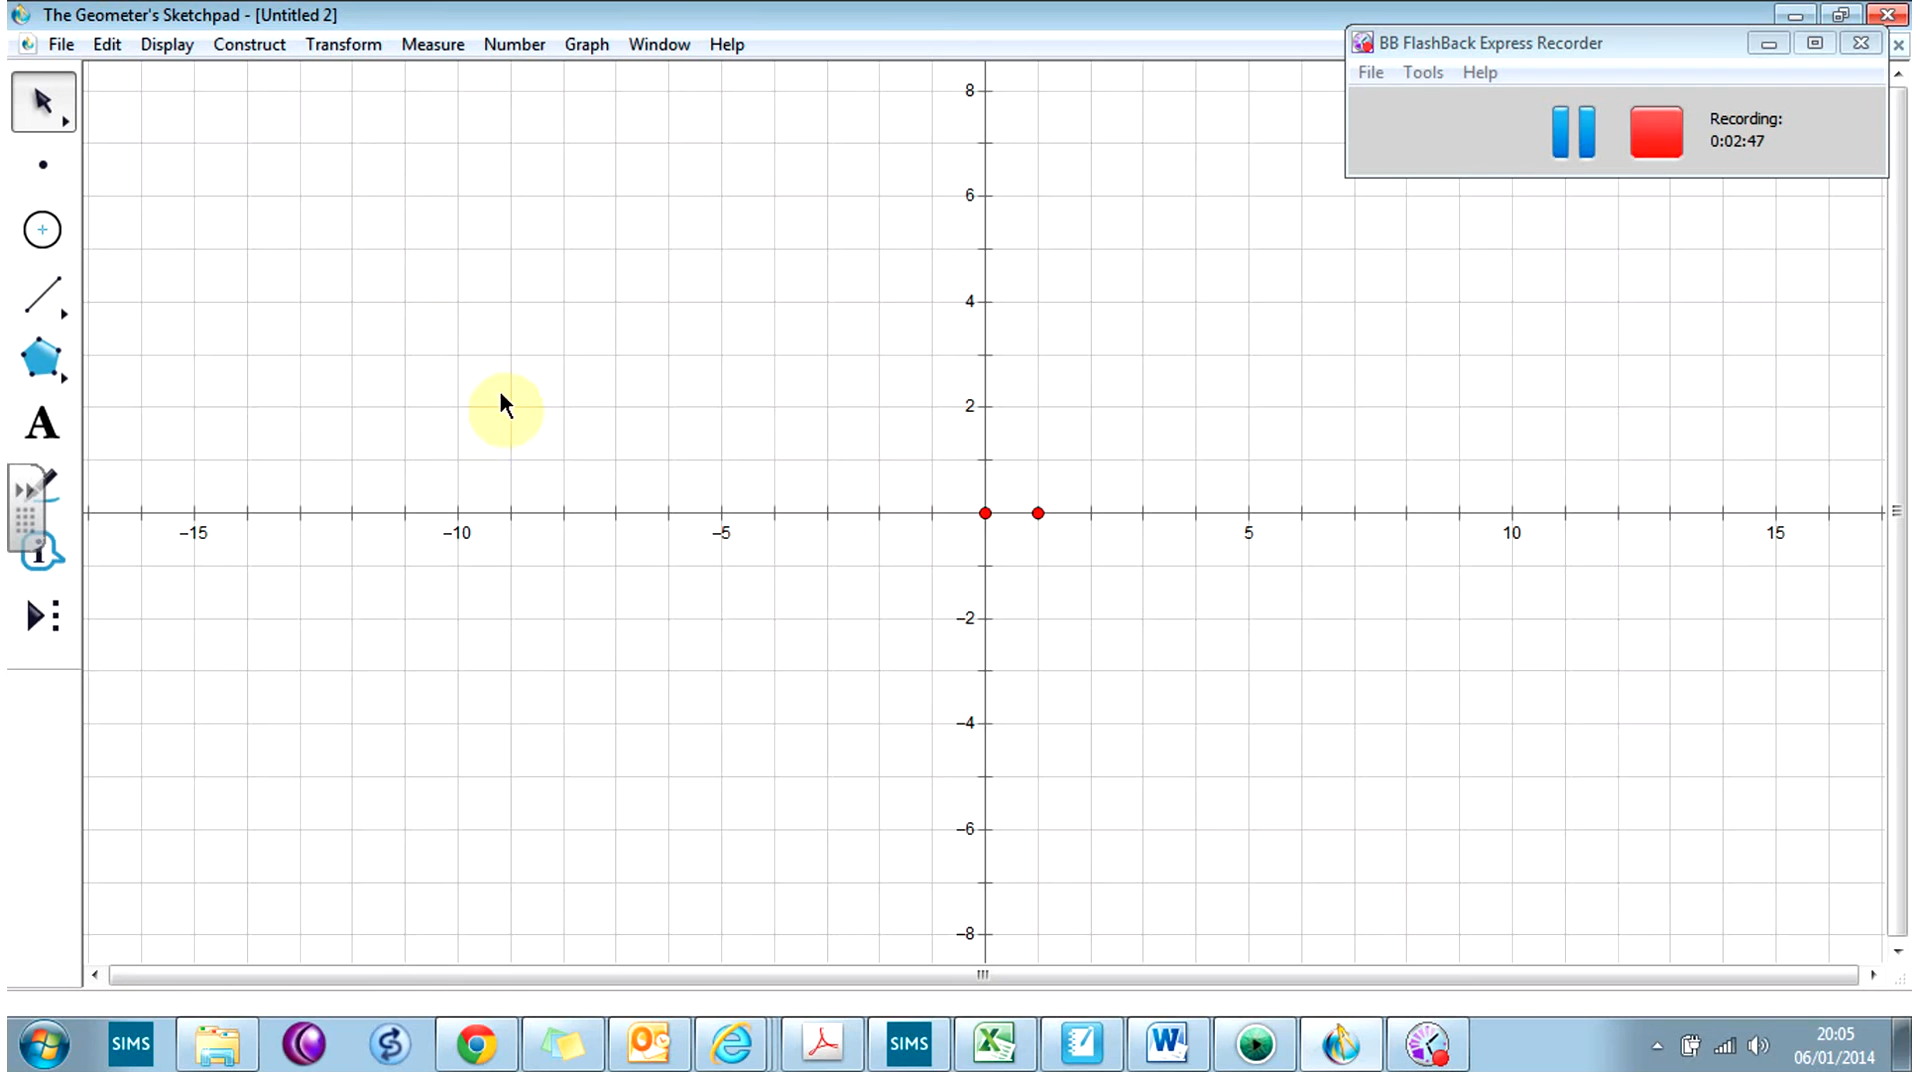 The Geometer's Sketchpad - [Untitled 2]
File Edit Display Construct Transform Measure Number Graph Window Help
BB FlashBack Express Recorder
File Tools Help
Recording:
0:02:47
A
8
6
4
2
−15 −10 −5 5 10 15
−2
−4
−6
−8
SIMS SIMS
20:05
06/01/2014